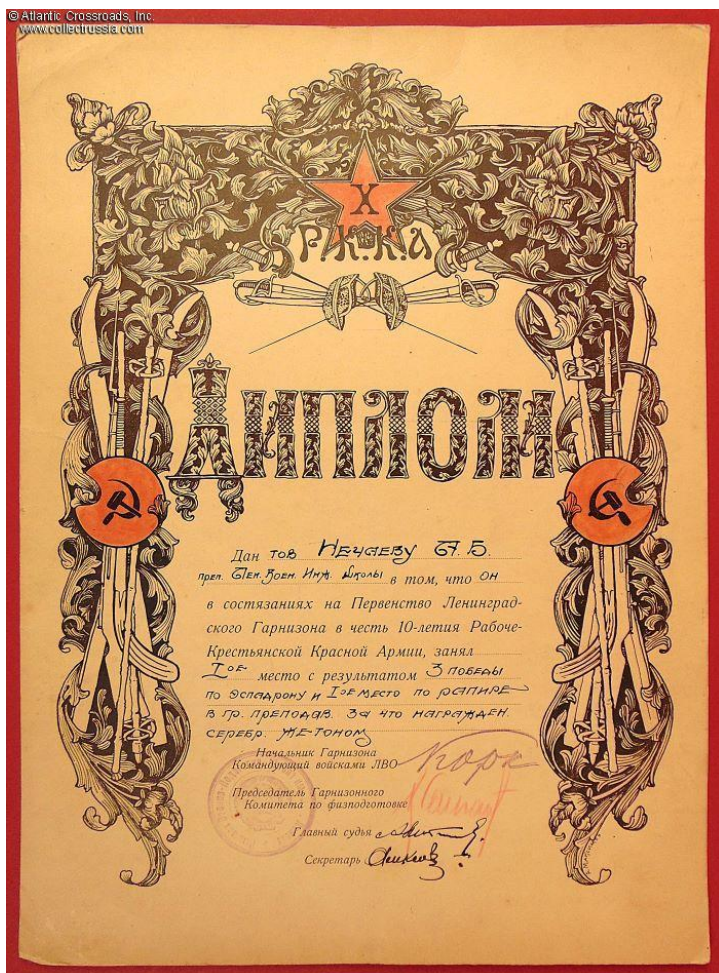 © Atlantic Crossroads, Inc.
www.collectrussia.com
X
Р.К.К.А
Диплом
Дан тов Нечаеву
преп. Лен. Воен. Инж. Школы в том, что он
в состязаниях на Первенство Ленинград-
ского Гарнизона в честь 10-летия Рабоче-
Крестьянской Красной Армии, занял
Iое место с результатом 3 победы
по эспадрону и Iое место по рапире
в гр. преподав. за что награжден
серебр. жетоном
Начальник Гарнизона
Командующий войсками ЛВО Корк
Председатель Гарнизонного
Комитета по физподготовке
Главный судья
Секретарь